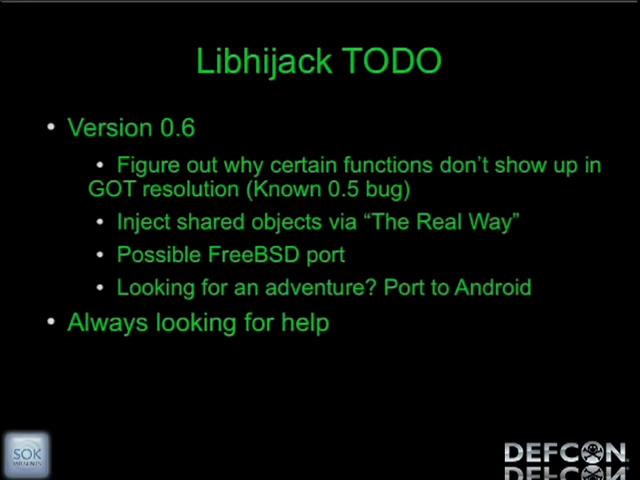 Libhijack TODO
• Version 0.6
• Figure out why certain functions don't show up in
GOT resolution (Known 0.5 bug)
• Inject shared objects via “The Real Way”
• Possible FreeBSD port
• Looking for an adventure? Port to Android
• Always looking for help
SOK
DEFCON